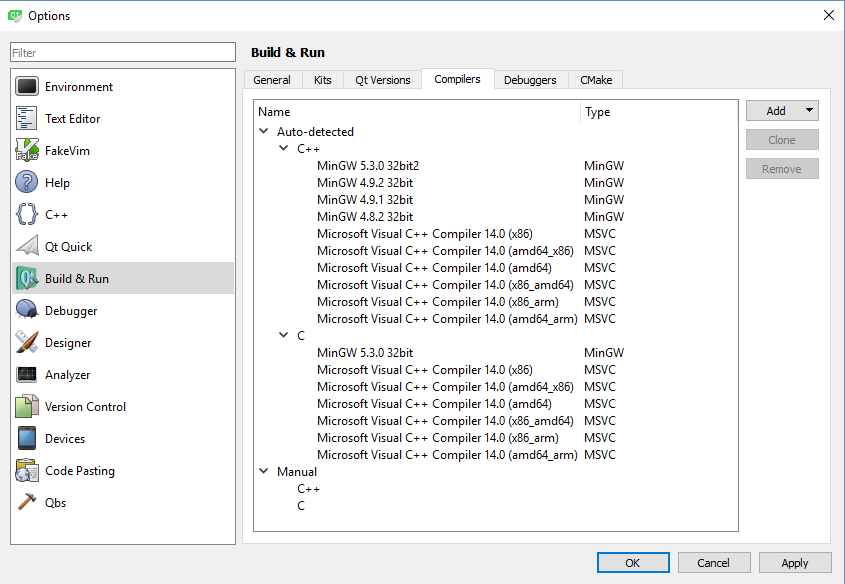 Options
Filter
Build & Run
Environment
Text Editor
FakeVim
Help
C++
Qt Quick
Build & Run
Debugger
Designer
Analyzer
Version Control
Devices
Code Pasting
Qbs
General Kits Qt Versions Compilers Debuggers CMake
Name Type
Auto-detected
C++
MinGW 5.3.0 32bit2 MinGW
MinGW 4.9.2 32bit MinGW
MinGW 4.9.1 32bit MinGW
MinGW 4.8.2 32bit MinGW
Microsoft Visual C++ Compiler 14.0 (x86) MSVC
Microsoft Visual C++ Compiler 14.0 (amd64_x86) MSVC
Microsoft Visual C++ Compiler 14.0 (amd64) MSVC
Microsoft Visual C++ Compiler 14.0 (x86_amd64) MSVC
Microsoft Visual C++ Compiler 14.0 (x86_arm) MSVC
Microsoft Visual C++ Compiler 14.0 (amd64_arm) MSVC
C
MinGW 5.3.0 32bit MinGW
Microsoft Visual C++ Compiler 14.0 (x86) MSVC
Microsoft Visual C++ Compiler 14.0 (amd64_x86) MSVC
Microsoft Visual C++ Compiler 14.0 (amd64) MSVC
Microsoft Visual C++ Compiler 14.0 (x86_amd64) MSVC
Microsoft Visual C++ Compiler 14.0 (x86_arm) MSVC
Microsoft Visual C++ Compiler 14.0 (amd64_arm) MSVC
Manual
C++
C
Add
Clone
Remove
OK Cancel Apply